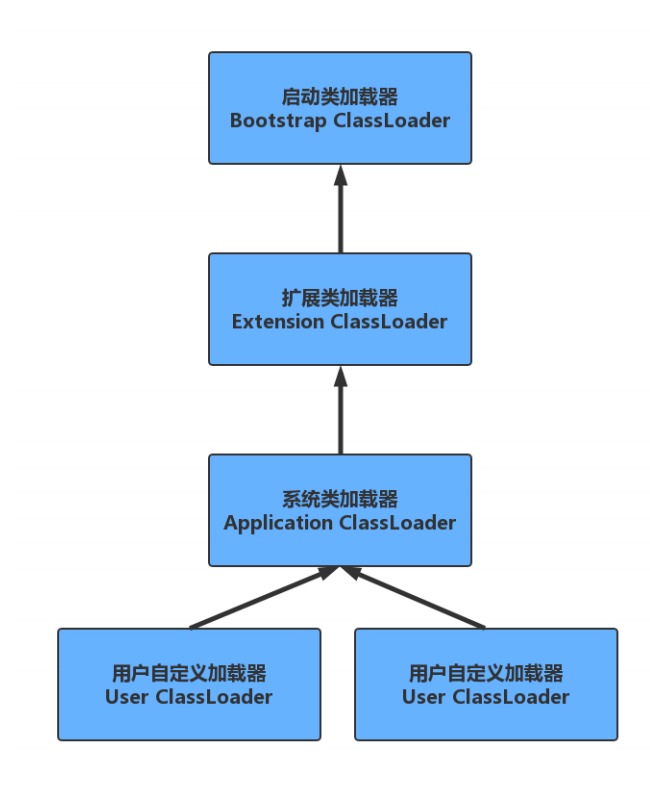 启动类加载器
Bootstrap ClassLoader
扩展类加载器
Extension ClassLoader
系统类加载器
Application ClassLoader
用户自定义加载器
User ClassLoader
用户自定义加载器
User ClassLoader